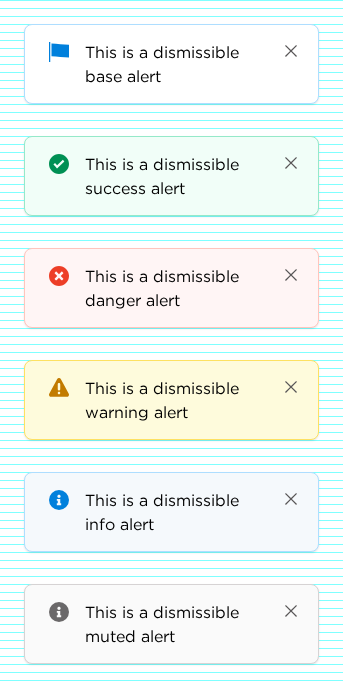 This is a dismissible
base alert
This is a dismissible
success alert
This is a dismissible
danger alert
This is a dismissible
warning alert
This is a dismissible
info alert
This is a dismissible
muted alert